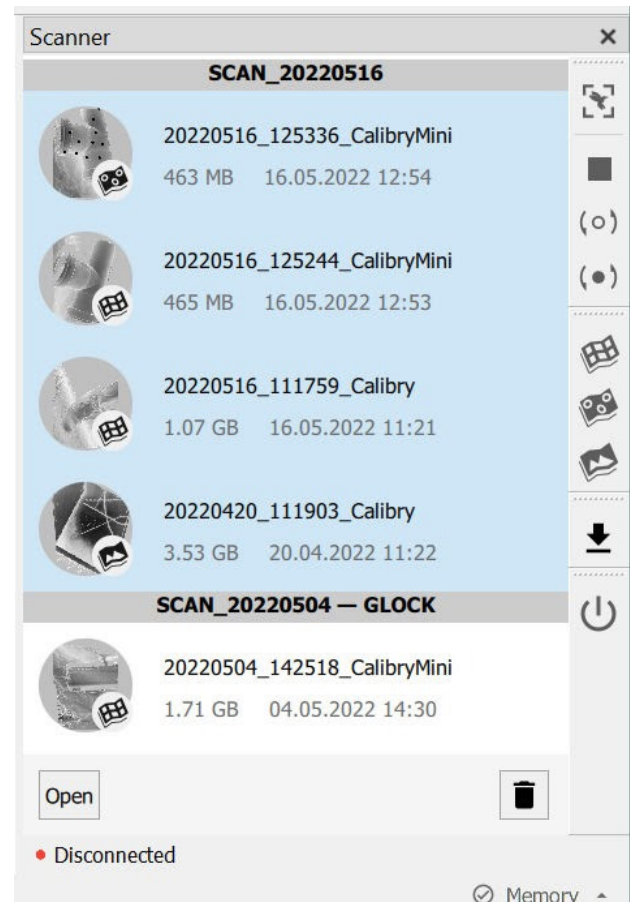 Scanner
SCAN_20220516
20220516_125336_CalibryMini
463 MB 16.05.2022 12:54
20220516_125244_CalibryMini
465 MB 16.05.2022 12:53
20220516_111759_Calibry
1.07 GB 16.05.2022 11:21
20220420_111903_Calibry
3.53 GB 20.04.2022 11:22
SCAN_20220504 — GLOCK
20220504_142518_CalibryMini
1.71 GB 04.05.2022 14:30
Open
Disconnected
Memory